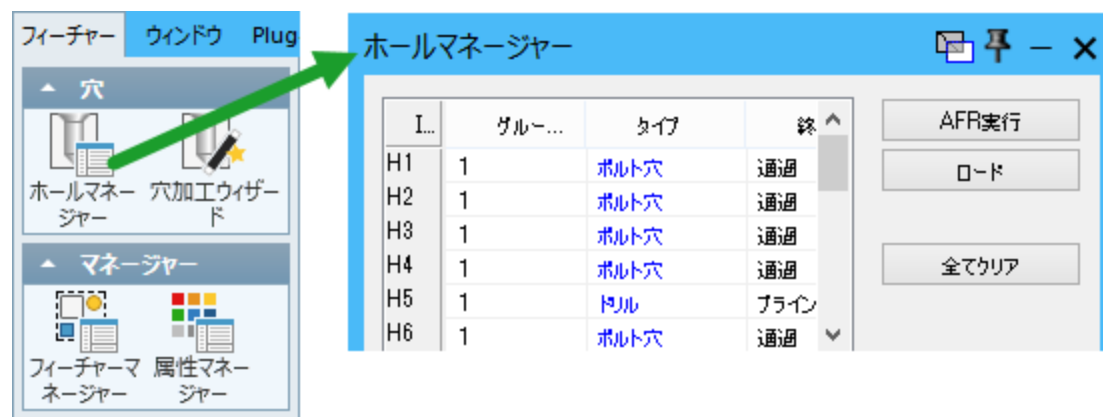 フィーチャー ウィンドウ Plug
穴
ホールマネー
ジャー
穴加工ウィザー
ド
マネージャー
フィーチャーマ
ネージャー
属性マネー
ジャー
ホールマネージャー
I... グルー... タイプ 終
H1 1 ボルト穴 通過
H2 1 ボルト穴 通過
H3 1 ボルト穴 通過
H4 1 ボルト穴 通過
H5 1 ドリル ブライン
H6 1 ボルト穴 通過
AFR実行
ロード
全てクリア